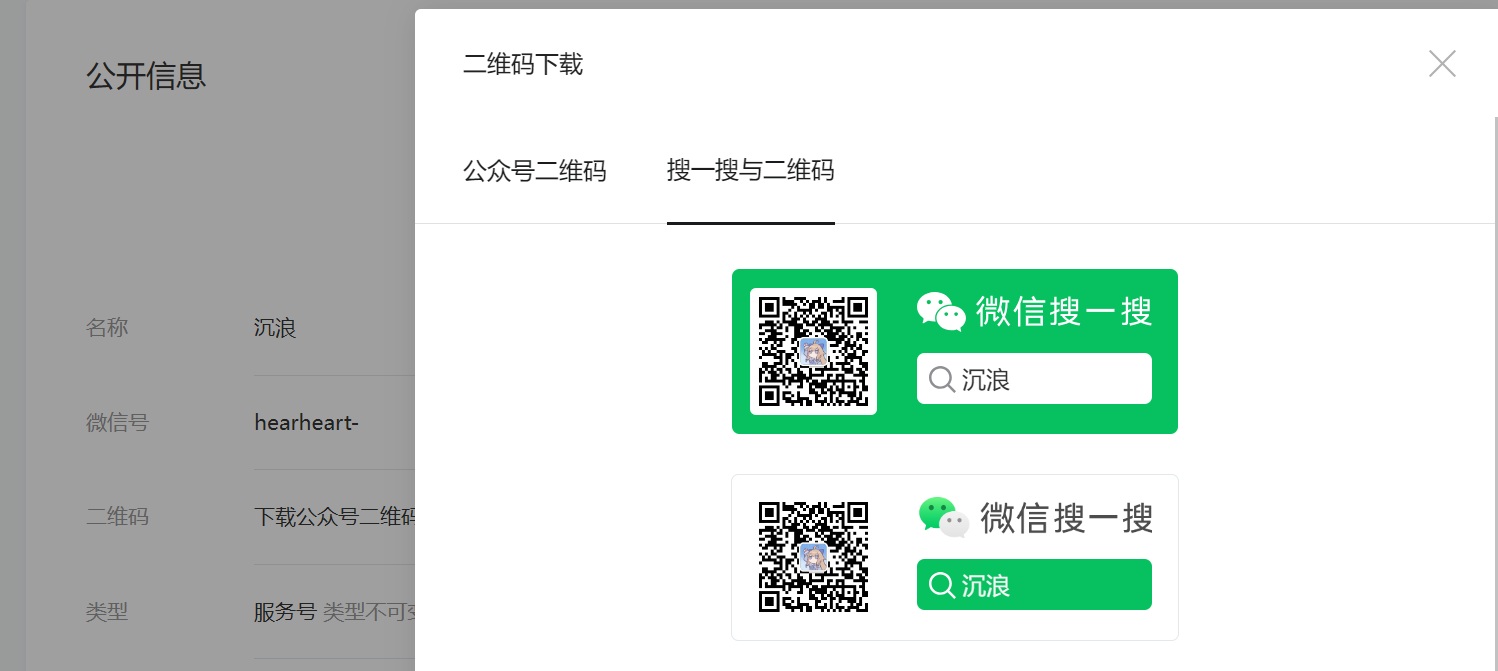 公开信息
名称
沉浪
微信号
hearheart-
二维码
下载公众号二维码
类型
服务号 类型不可
二维码下载
公众号二维码
搜一搜与二维码
微信搜一搜
沉浪
微信搜一搜
沉浪